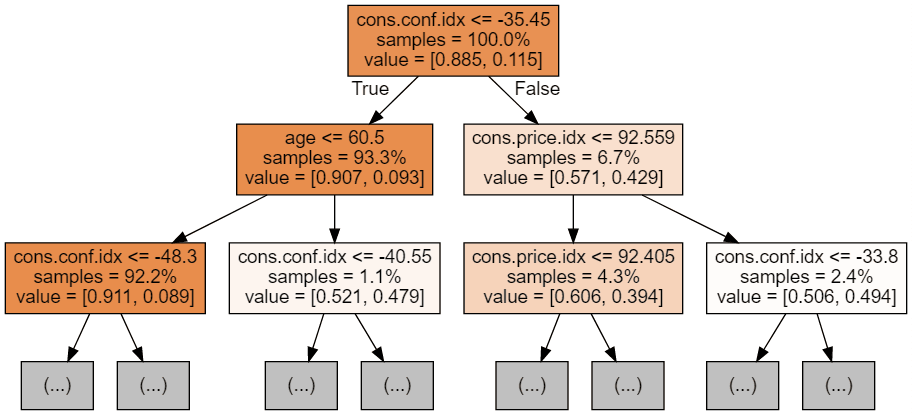 cons.conf.idx <= -35.45
samples = 100.0%
value = [0.885, 0.115]
True
False
age <= 60.5
samples = 93.3%
value = [0.907, 0.093]
cons.price.idx <= 92.559
samples = 6.7%
value = [0.571, 0.429]
cons.conf.idx <= -48.3
samples = 92.2%
value = [0.911, 0.089]
cons.conf.idx <= -40.55
samples = 1.1%
value = [0.521, 0.479]
cons.price.idx <= 92.405
samples = 4.3%
value = [0.606, 0.394]
cons.conf.idx <= -33.8
samples = 2.4%
value = [0.506, 0.494]
(...)
(...)
(...)
(...)
(...)
(...)
(...)
(...)